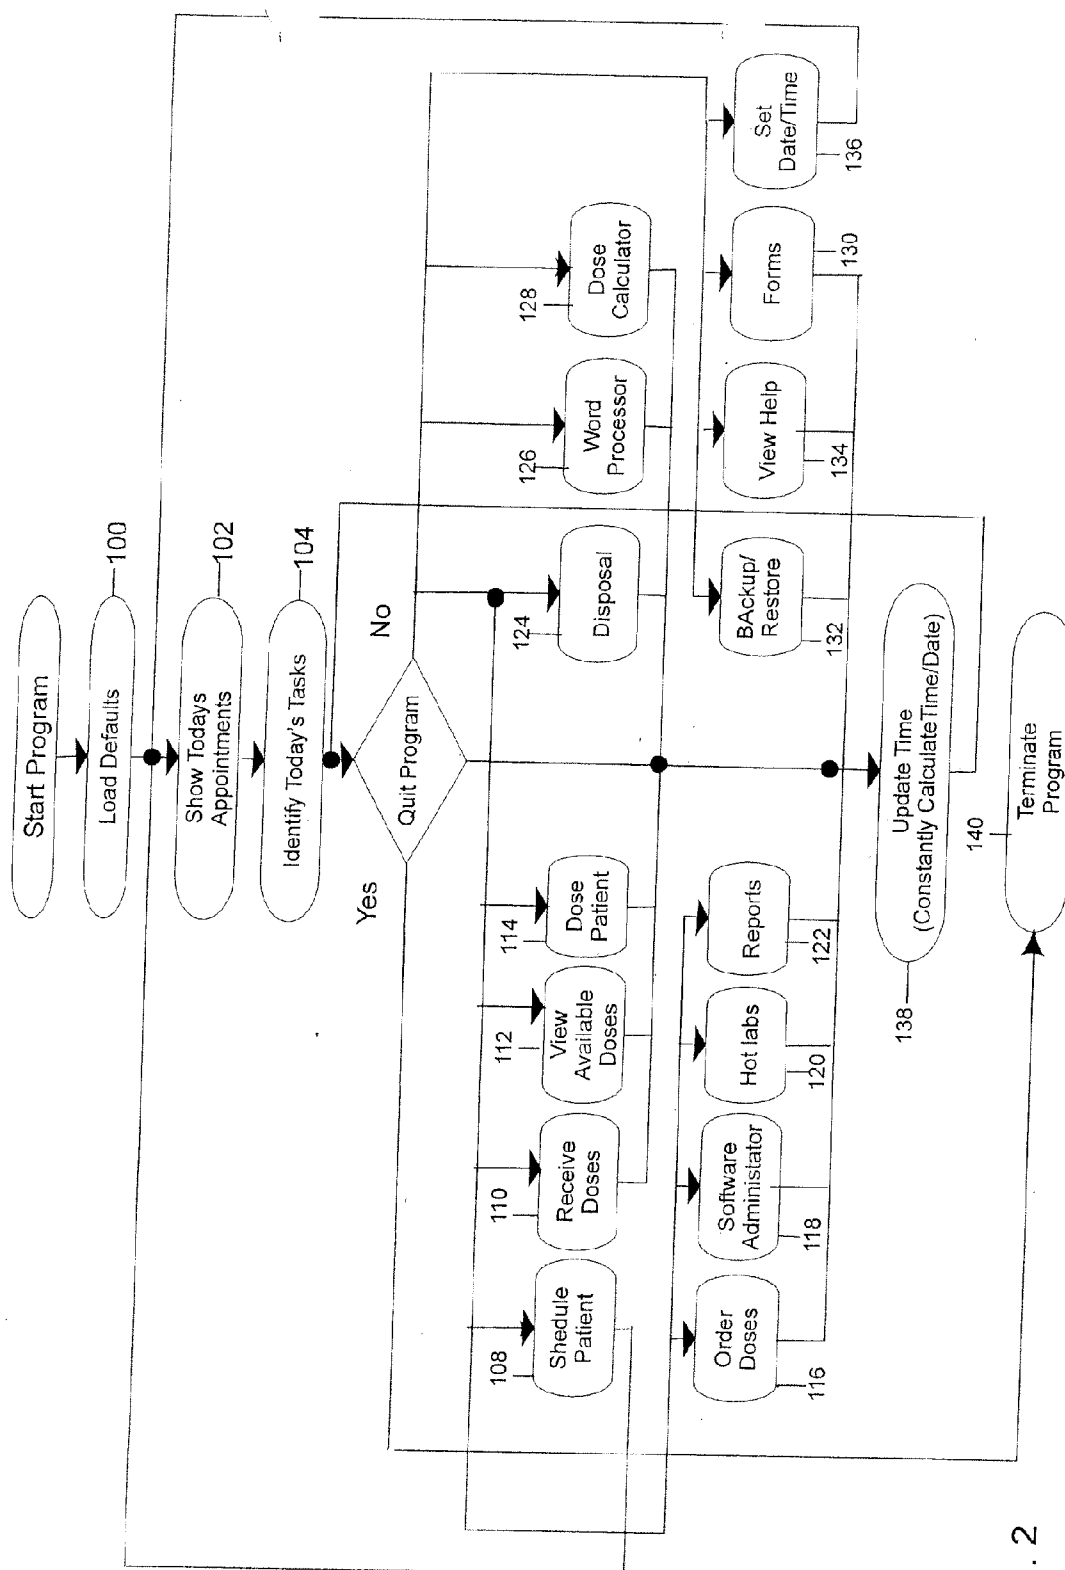 Start Program
Load Defaults
100
Show Todays
Appointments
102
Identify Today's Tasks
104
Quit Program
Yes
No
108
Shedule
Patient
110
Receive
Doses
112
View
Available
Doses
114
Dose
Patient
124
Disposal
126
Word
Processor
128
Dose
Calculator
Order
Doses
116
Software
Administator
118
Hot labs
120
Reports
122
BAckup/
Restore
132
View Help
134
Forms
130
Set
Date/Time
136
Update Time
(Constantly CalculateTime/Date)
138
140
Terminate
Program
. 2